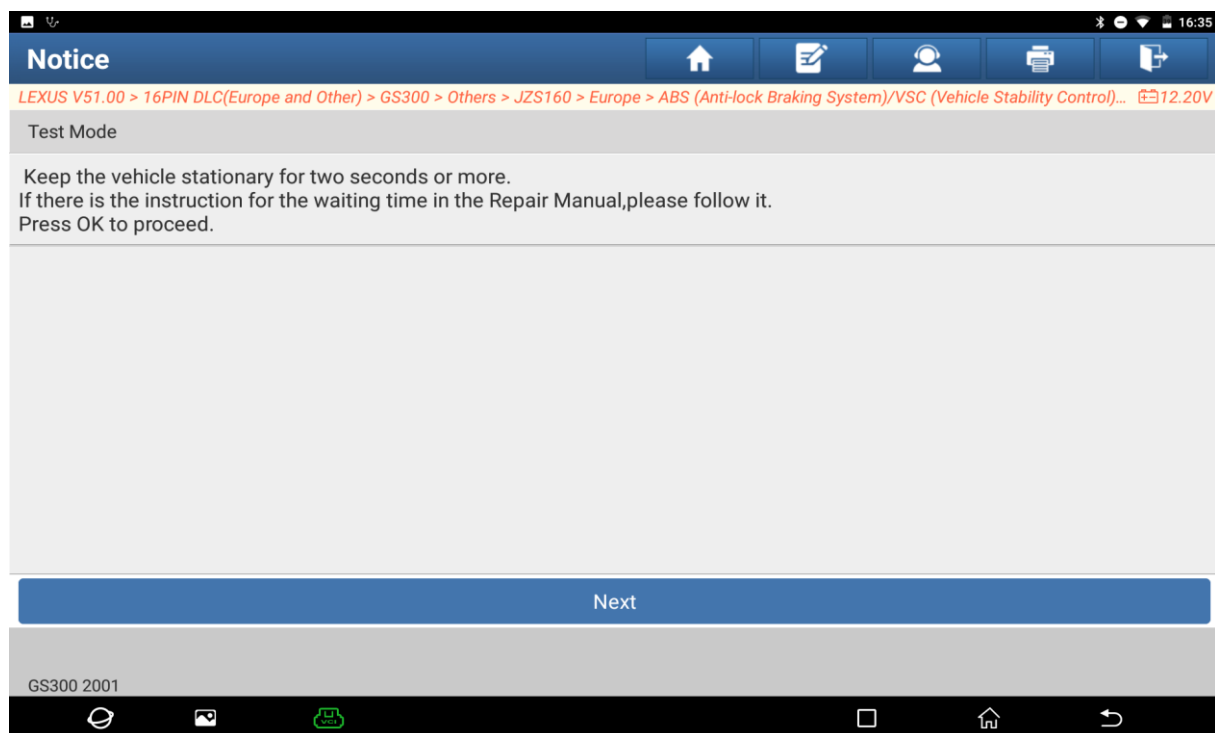 16:35
Notice
LEXUS V51.00 > 16PIN DLC(Europe and Other) > GS300 > Others > JZS160 > Europe > ABS (Anti-lock Braking System)/VSC (Vehicle Stability Control)... 12.20V
Test Mode
Keep the vehicle stationary for two seconds or more.
If there is the instruction for the waiting time in the Repair Manual,please follow it.
Press OK to proceed.
Next
GS300 2001
VCI